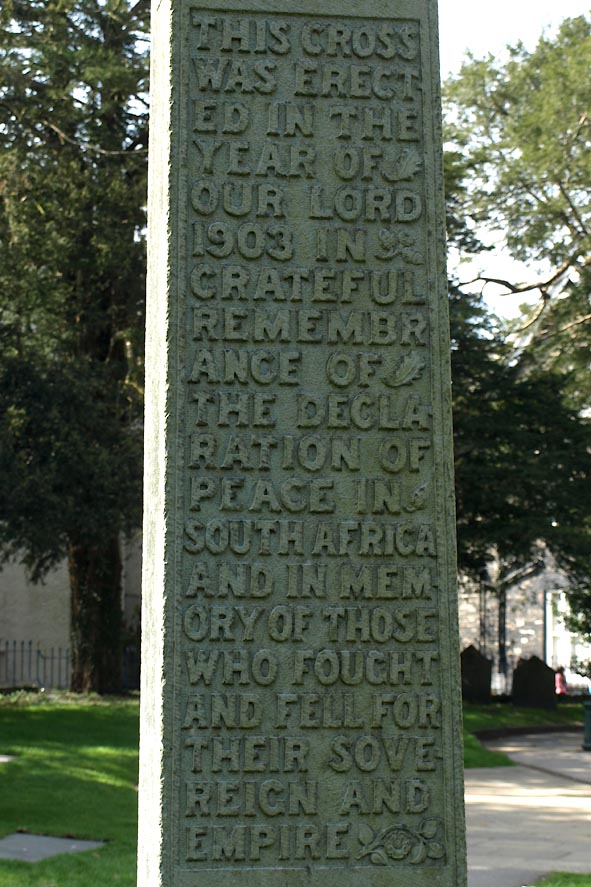 THIS CROSS
WAS ERECT
ED IN THE
YEAR OF
OUR LORD
1903 IN
GRATEFUL
REMEMBR
ANCE OF
THE DECLA
RATION OF
PEACE IN
SOUTH AFRICA
AND IN MEM
ORY OF THOSE
WHO FOUGHT
AND FELL FOR
THEIR SOVE
REIGN AND
EMPIRE